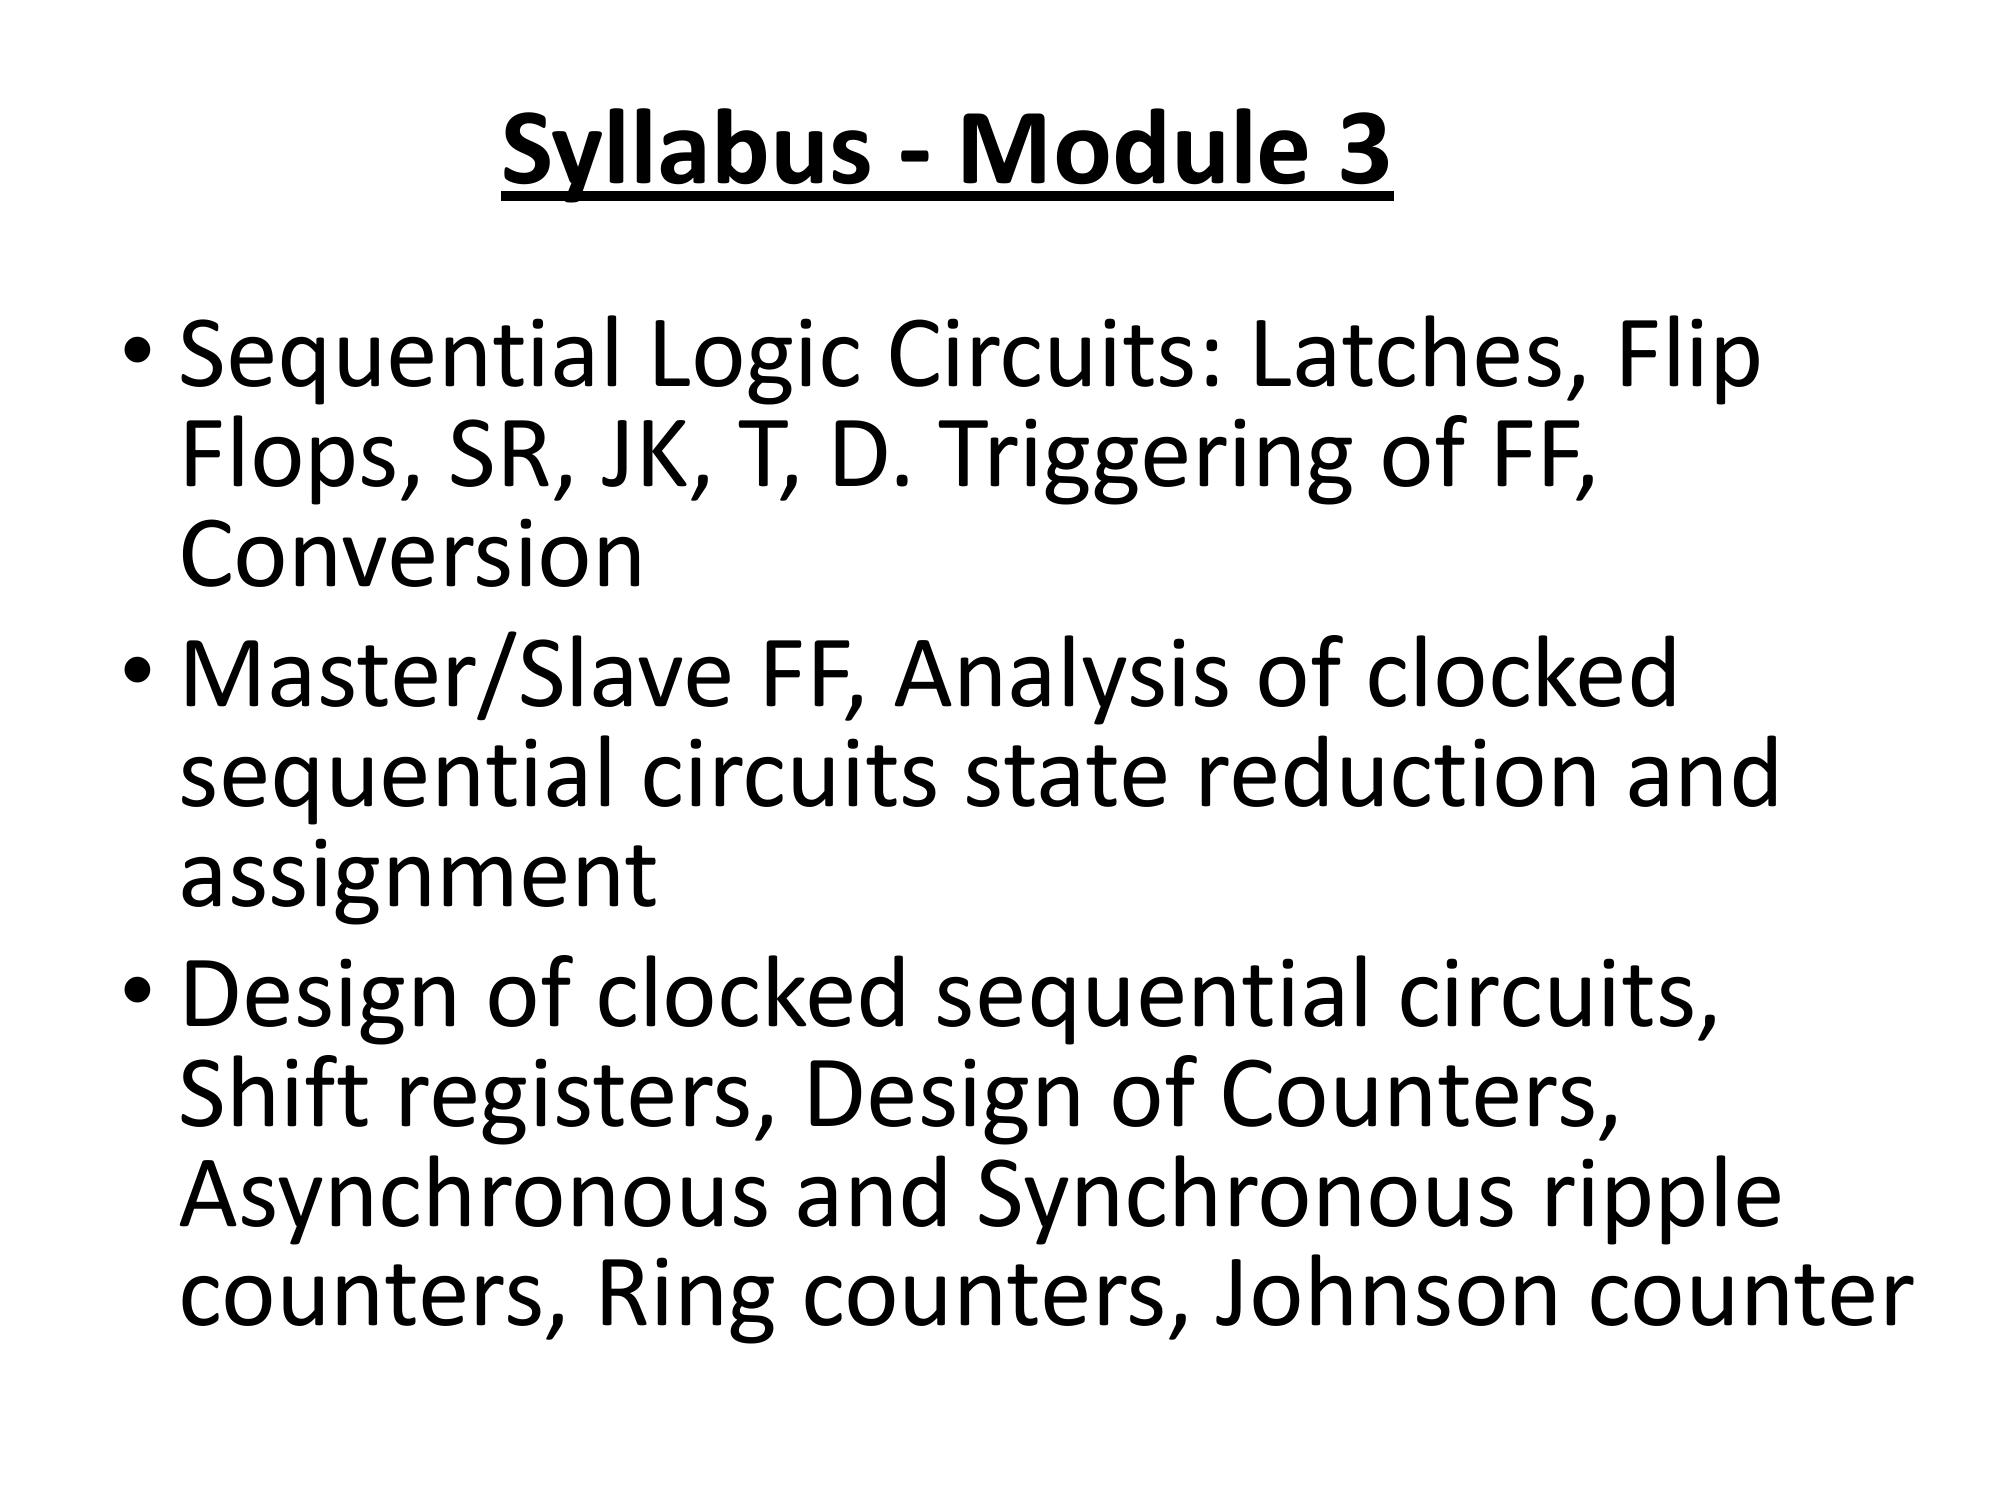 Syllabus - Module 3
• Sequential Logic Circuits: Latches, Flip
Flops, SR, JK, T, D. Triggering of FF,
Conversion
• Master/Slave FF, Analysis of clocked
sequential circuits state reduction and
assignment
• Design of clocked sequential circuits,
Shift registers, Design of Counters,
Asynchronous and Synchronous ripple
counters, Ring counters, Johnson counter